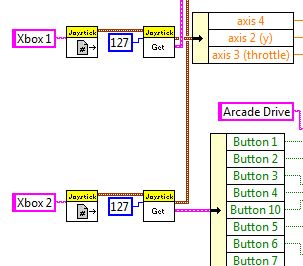 axis 4
Joystick
Joystick
Xbox 1
127
Get
axis 2 (y)
#
axis 3 (throttle)
Arcade Drive
Button 1
Button 2
Button 3
Joystick
Joystick
Button 4
Xbox 2
127
Get
Button 10
#
Button 5
Button 6
Button 7